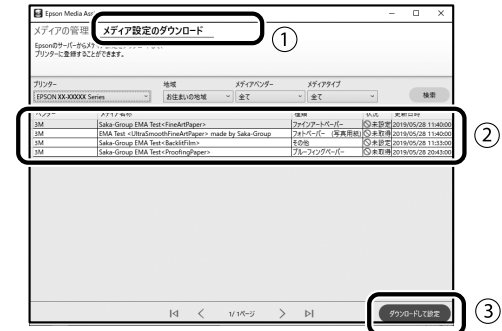 Epson Media Ass
メディアの管理 メディア設定のダウンロード
①
Epsonのサーバーからメデ
プリンターに登録することができます。
プリンター 地域 メディアベンダー メディアタイプ
EPSON XX-XXXXX Series お住まいの地域 全て 全て 検索
ベンダー メディア名称 種類 状況 更新日時
3M Saka-Group EMA Test<FineArtPaper> ファインアートペーパー 未設定 2019/05/28 11:40:00
3M EMA Test <UltraSmoothFineArtPaper> made by Saka-Group フォトペーパー (写真用紙) 未取得 2019/05/28 11:40:00
3M Saka-Group EMA Test<BacklitFilm> その他 未設定 2019/05/28 11:33:00
3M Saka-Group EMA Test<ProofingPaper> プルーフィングペーパー 未取得 2019/05/28 20:43:00
②
1/ 1ページ
ダウンロードして設定
③